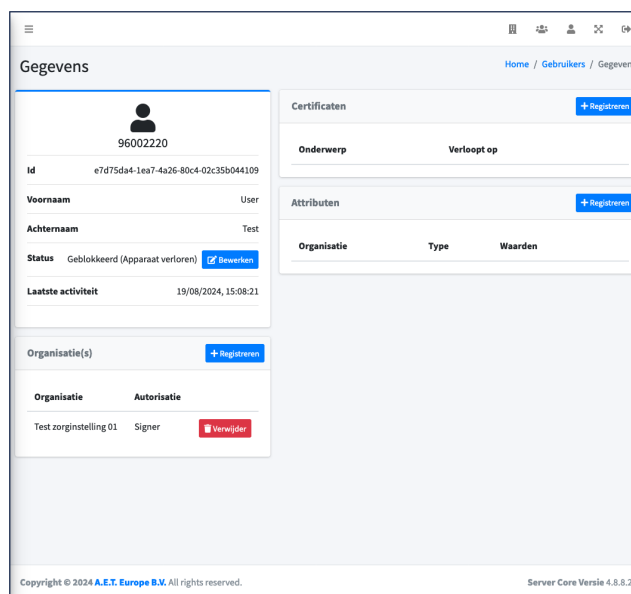 Gegevens
Home / Gebruikers / Gegeven
96002220
Id e7d75da4-1ea7-4a26-80c4-02c35b044109
Voornaam User
Achternaam Test
Status Geblokkeerd (Apparaat verloren) Bewerken
Laatste activiteit 19/08/2024, 15:08:21
Organisatie(s) + Registreren
Organisatie Autorisatie
Test zorginstelling 01 Signer Verwijder
Certificaten + Registreren
Onderwerp Verloopt op
Attributen + Registreren
Organisatie Type Waarden
Copyright © 2024 A.E.T. Europe B.V. All rights reserved.
Server Core Versie 4.8.8.2